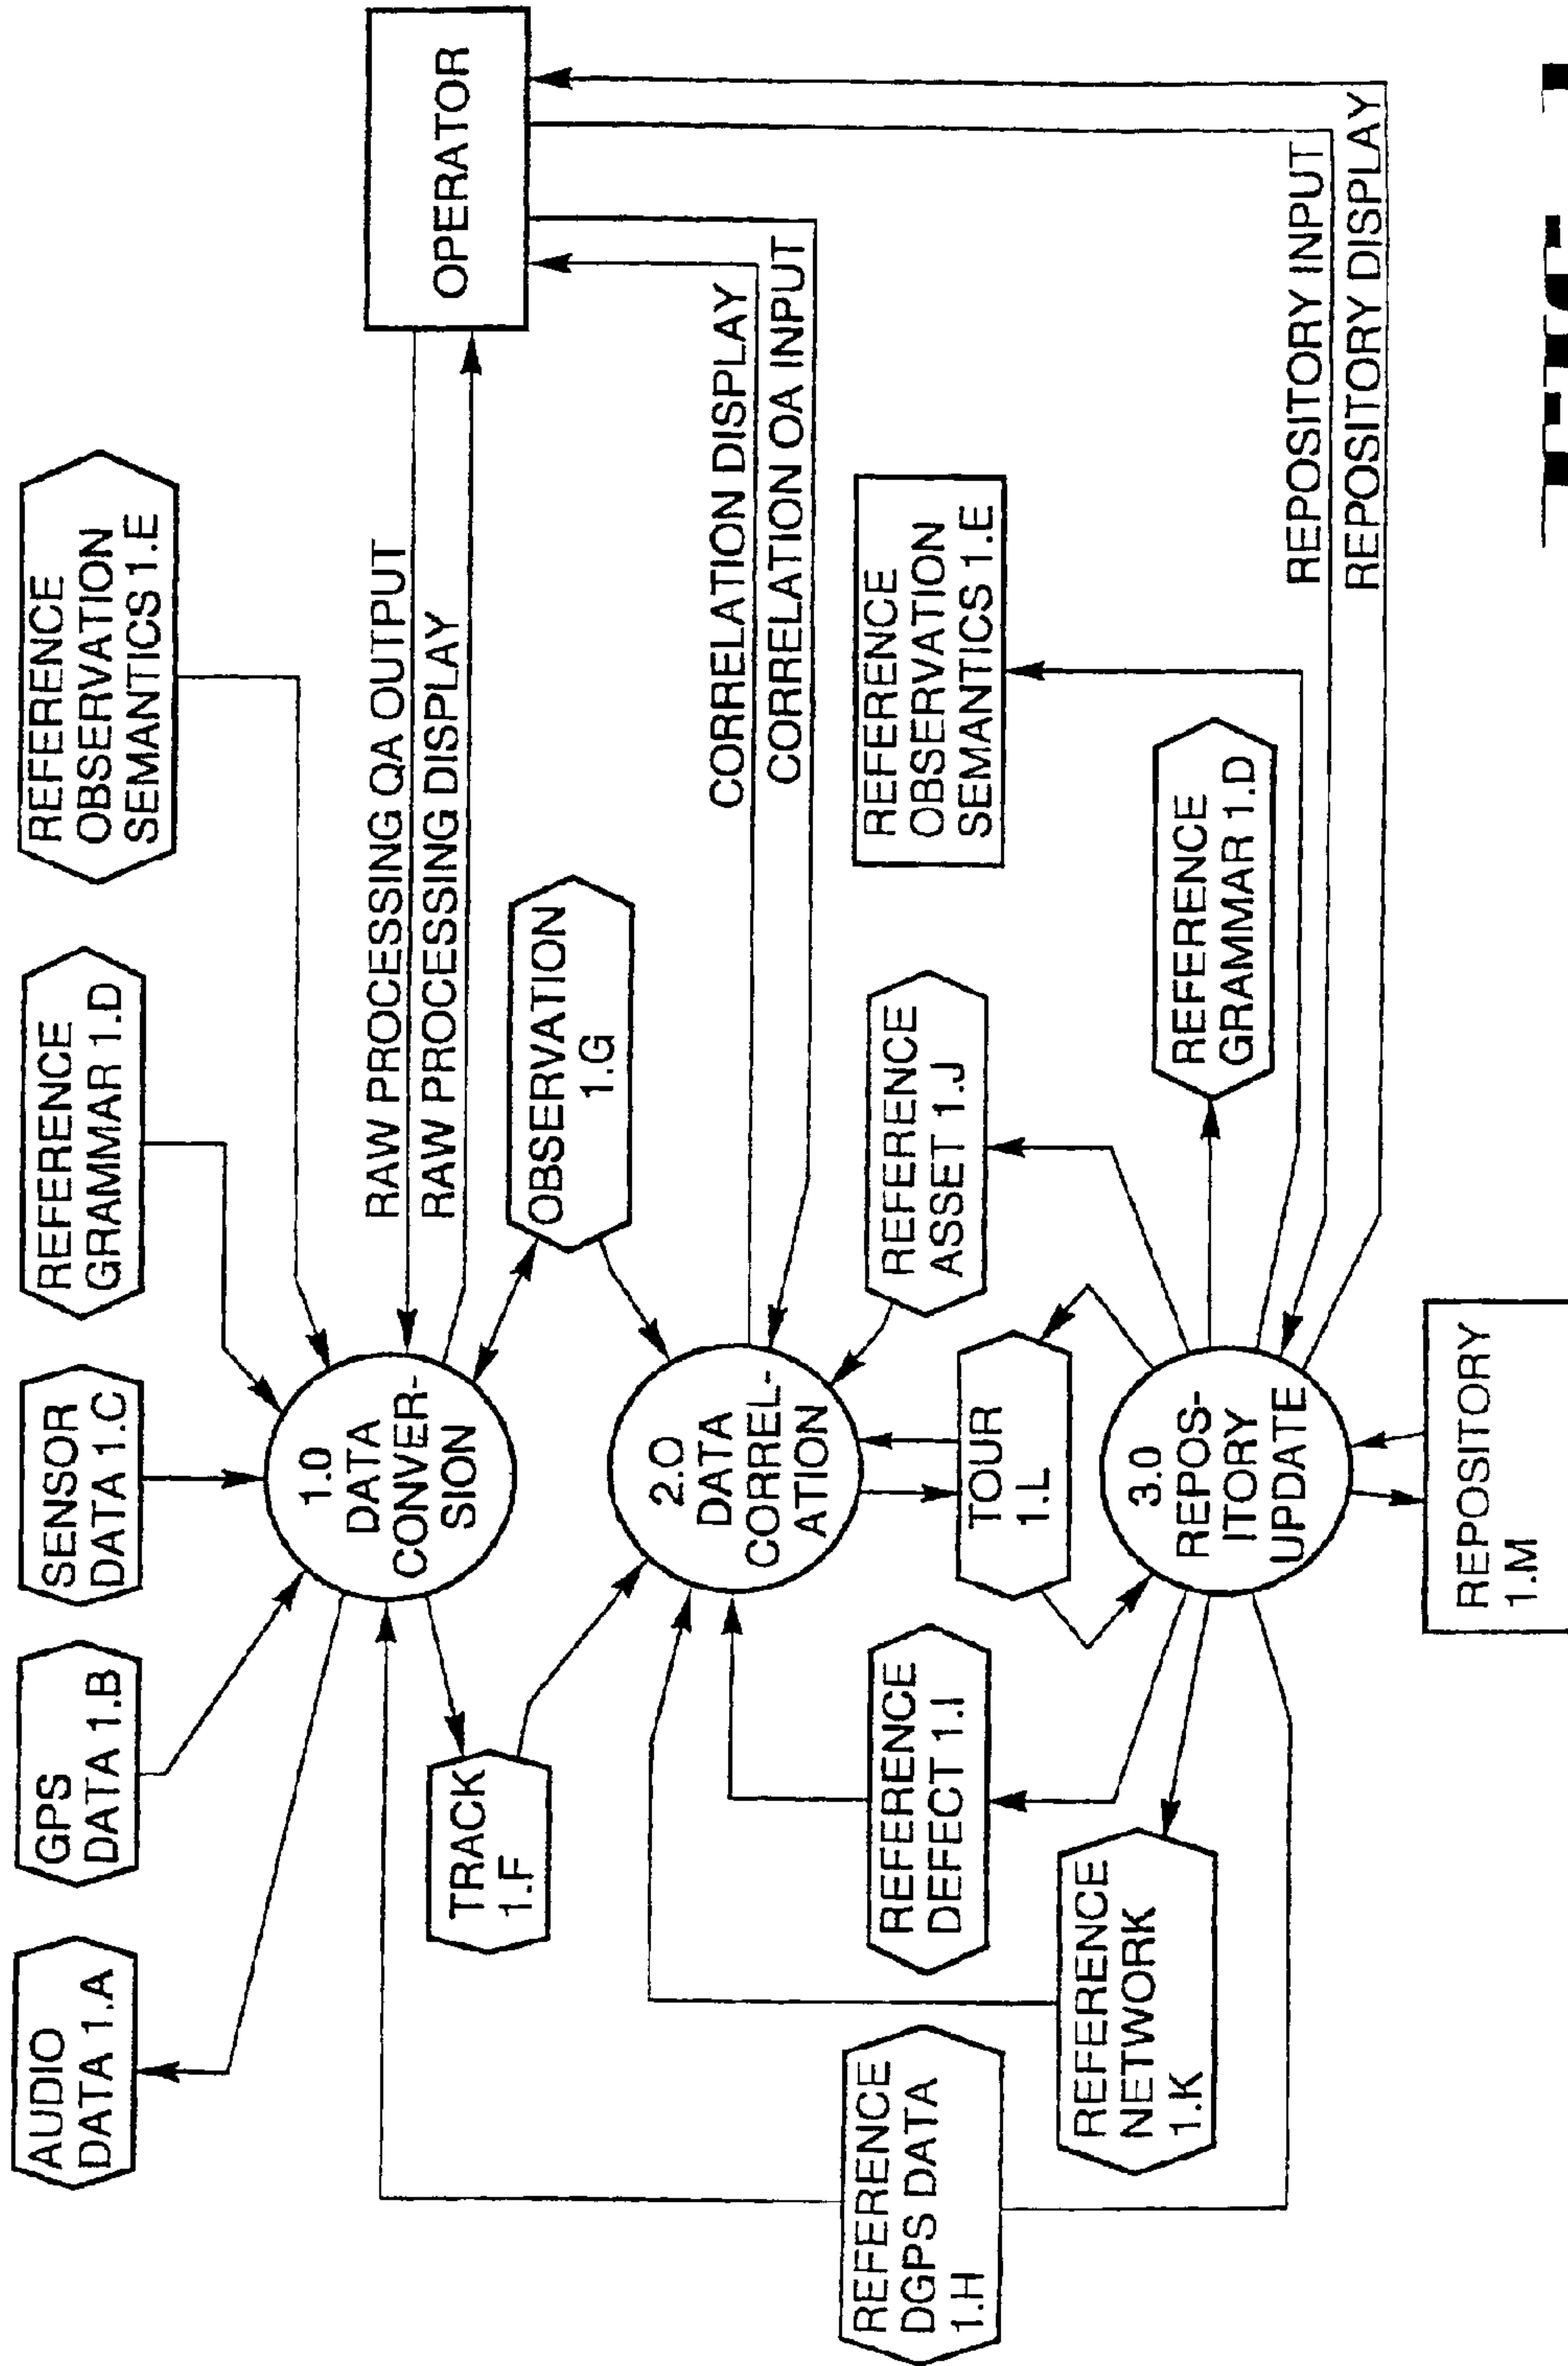 AUDIO
DATA 1.A
GPS
DATA 1.B
SENSOR
DATA 1.C
REFERENCE
GRAMMAR 1.D
REFERENCE
OBSERVATION
SEMANTICS 1.E
1.0
DATA
CONVER-
SION
RAW PROCESSING QA OUTPUT
RAW PROCESSING DISPLAY
OPERATOR
TRACK
1.F
OBSERVATION
1.G
2.0
DATA
CORREL-
ATION
CORRELATION DISPLAY
CORRELATION OA INPUT
REFERENCE
DGPS DATA
1.H
REFERENCE
DEFECT 1.I
TOUR
1.L
REFERENCE
ASSET 1.J
REFERENCE
OBSERVATION
SEMANTICS 1.E
REFERENCE
NETWORK
1.K
3.0
REPOS-
ITORY
UPDATE
REFERENCE
GRAMMAR 1.D
REPOSITORY INPUT
REPOSITORY DISPLAY
REPOSITORY
1.M